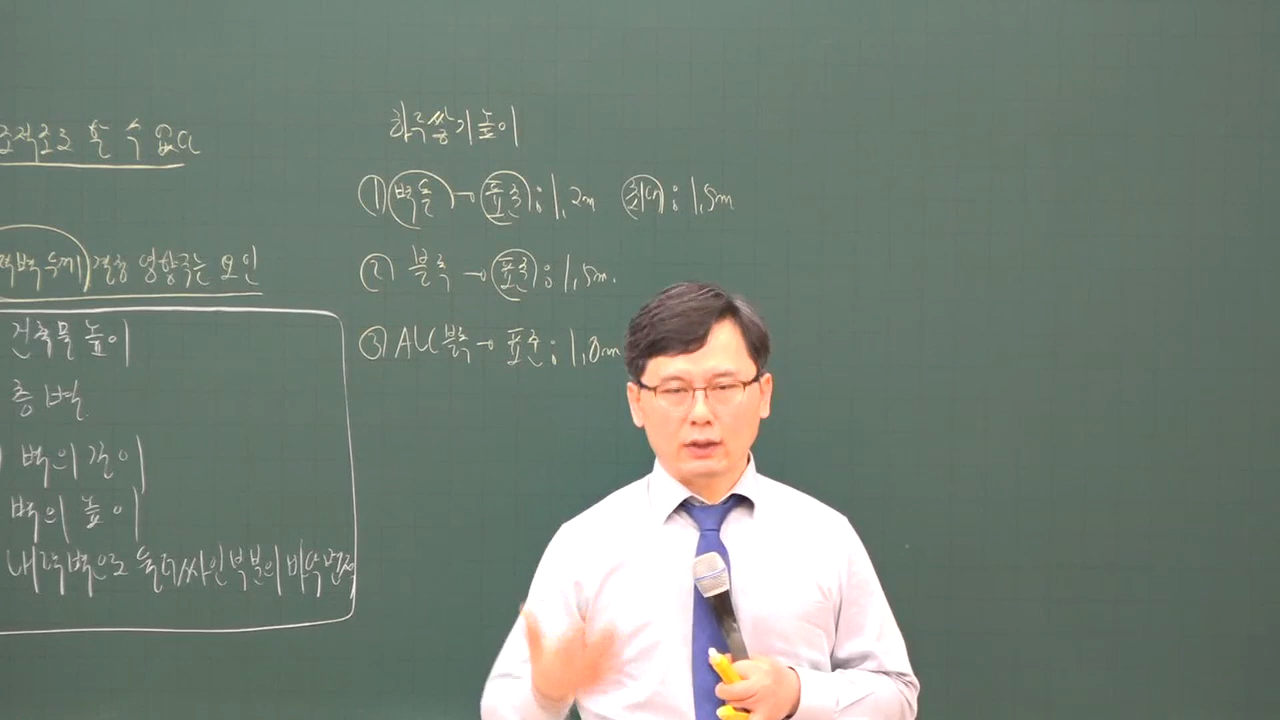 조적조로 할 수 없다
벽 두께 결정 영향주는 요인
건축물 높이
층 벽
벽의 길이
벽의 높이
내력벽으로 둘러싸인 부분의 바닥면적
하루쌓기높이
① 벽돌 → 표준 : 1.2m 최대 : 1.5m
② 블록 → 표준 : 1.5m.
③ ALC블록 → 표준 : 1.8m